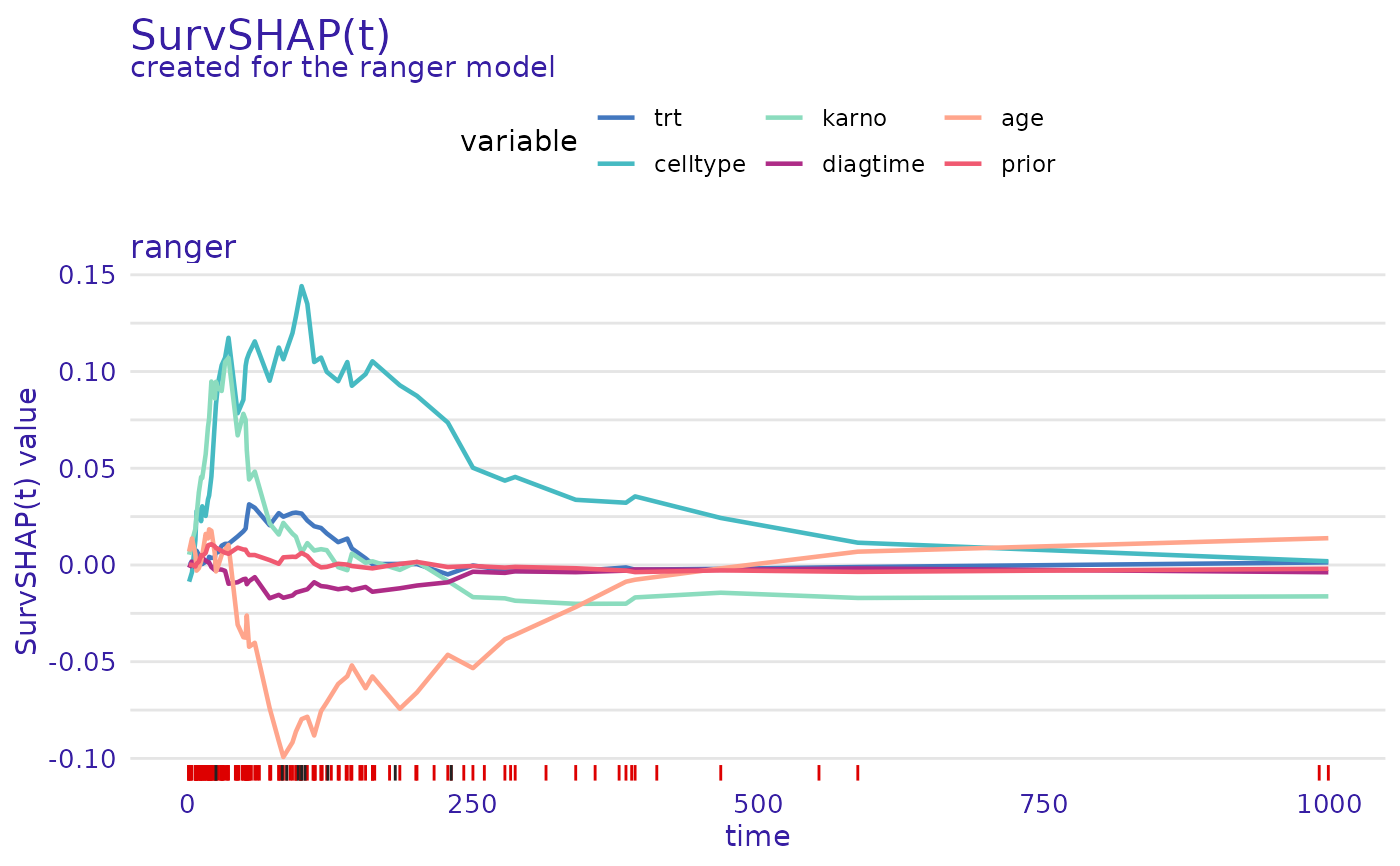 SurvSHAP(t)
created for the ranger model
variable
trt
karno
age
celltype
diagtime
prior
ranger
0.15
0.10
0.05
0.00
-0.05
-0.10
SurvSHAP(t) value
0
250
500
750
1000
time